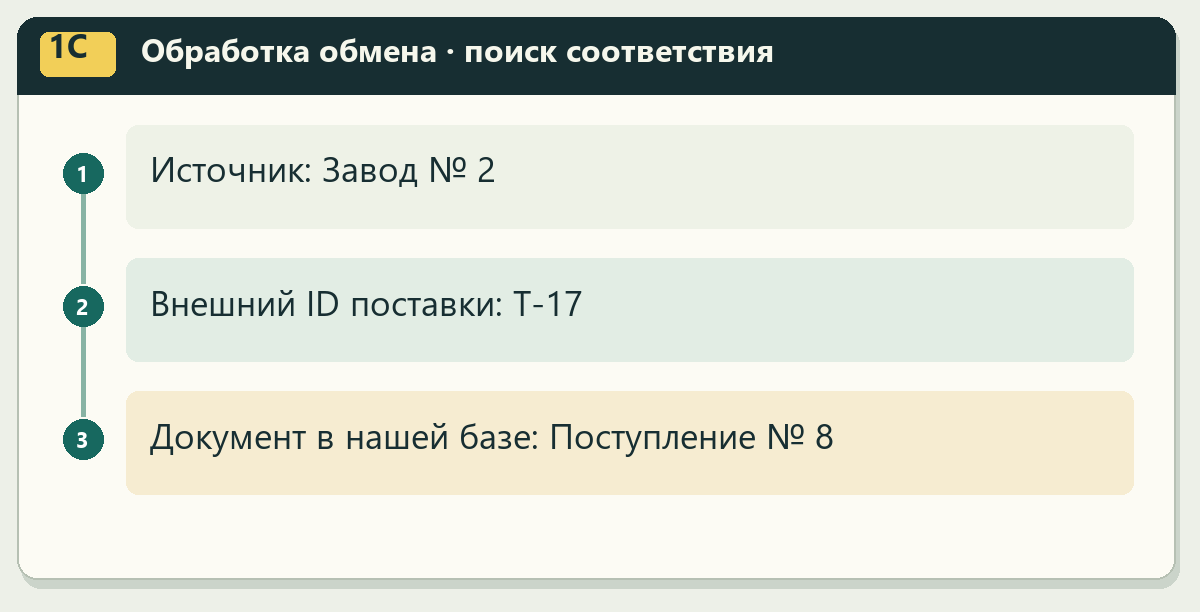 1С
Обработка обмена · поиск соответствия
1
Источник: Завод № 2
2
Внешний ID поставки: Т-17
3
Документ в нашей базе: Поступление № 8